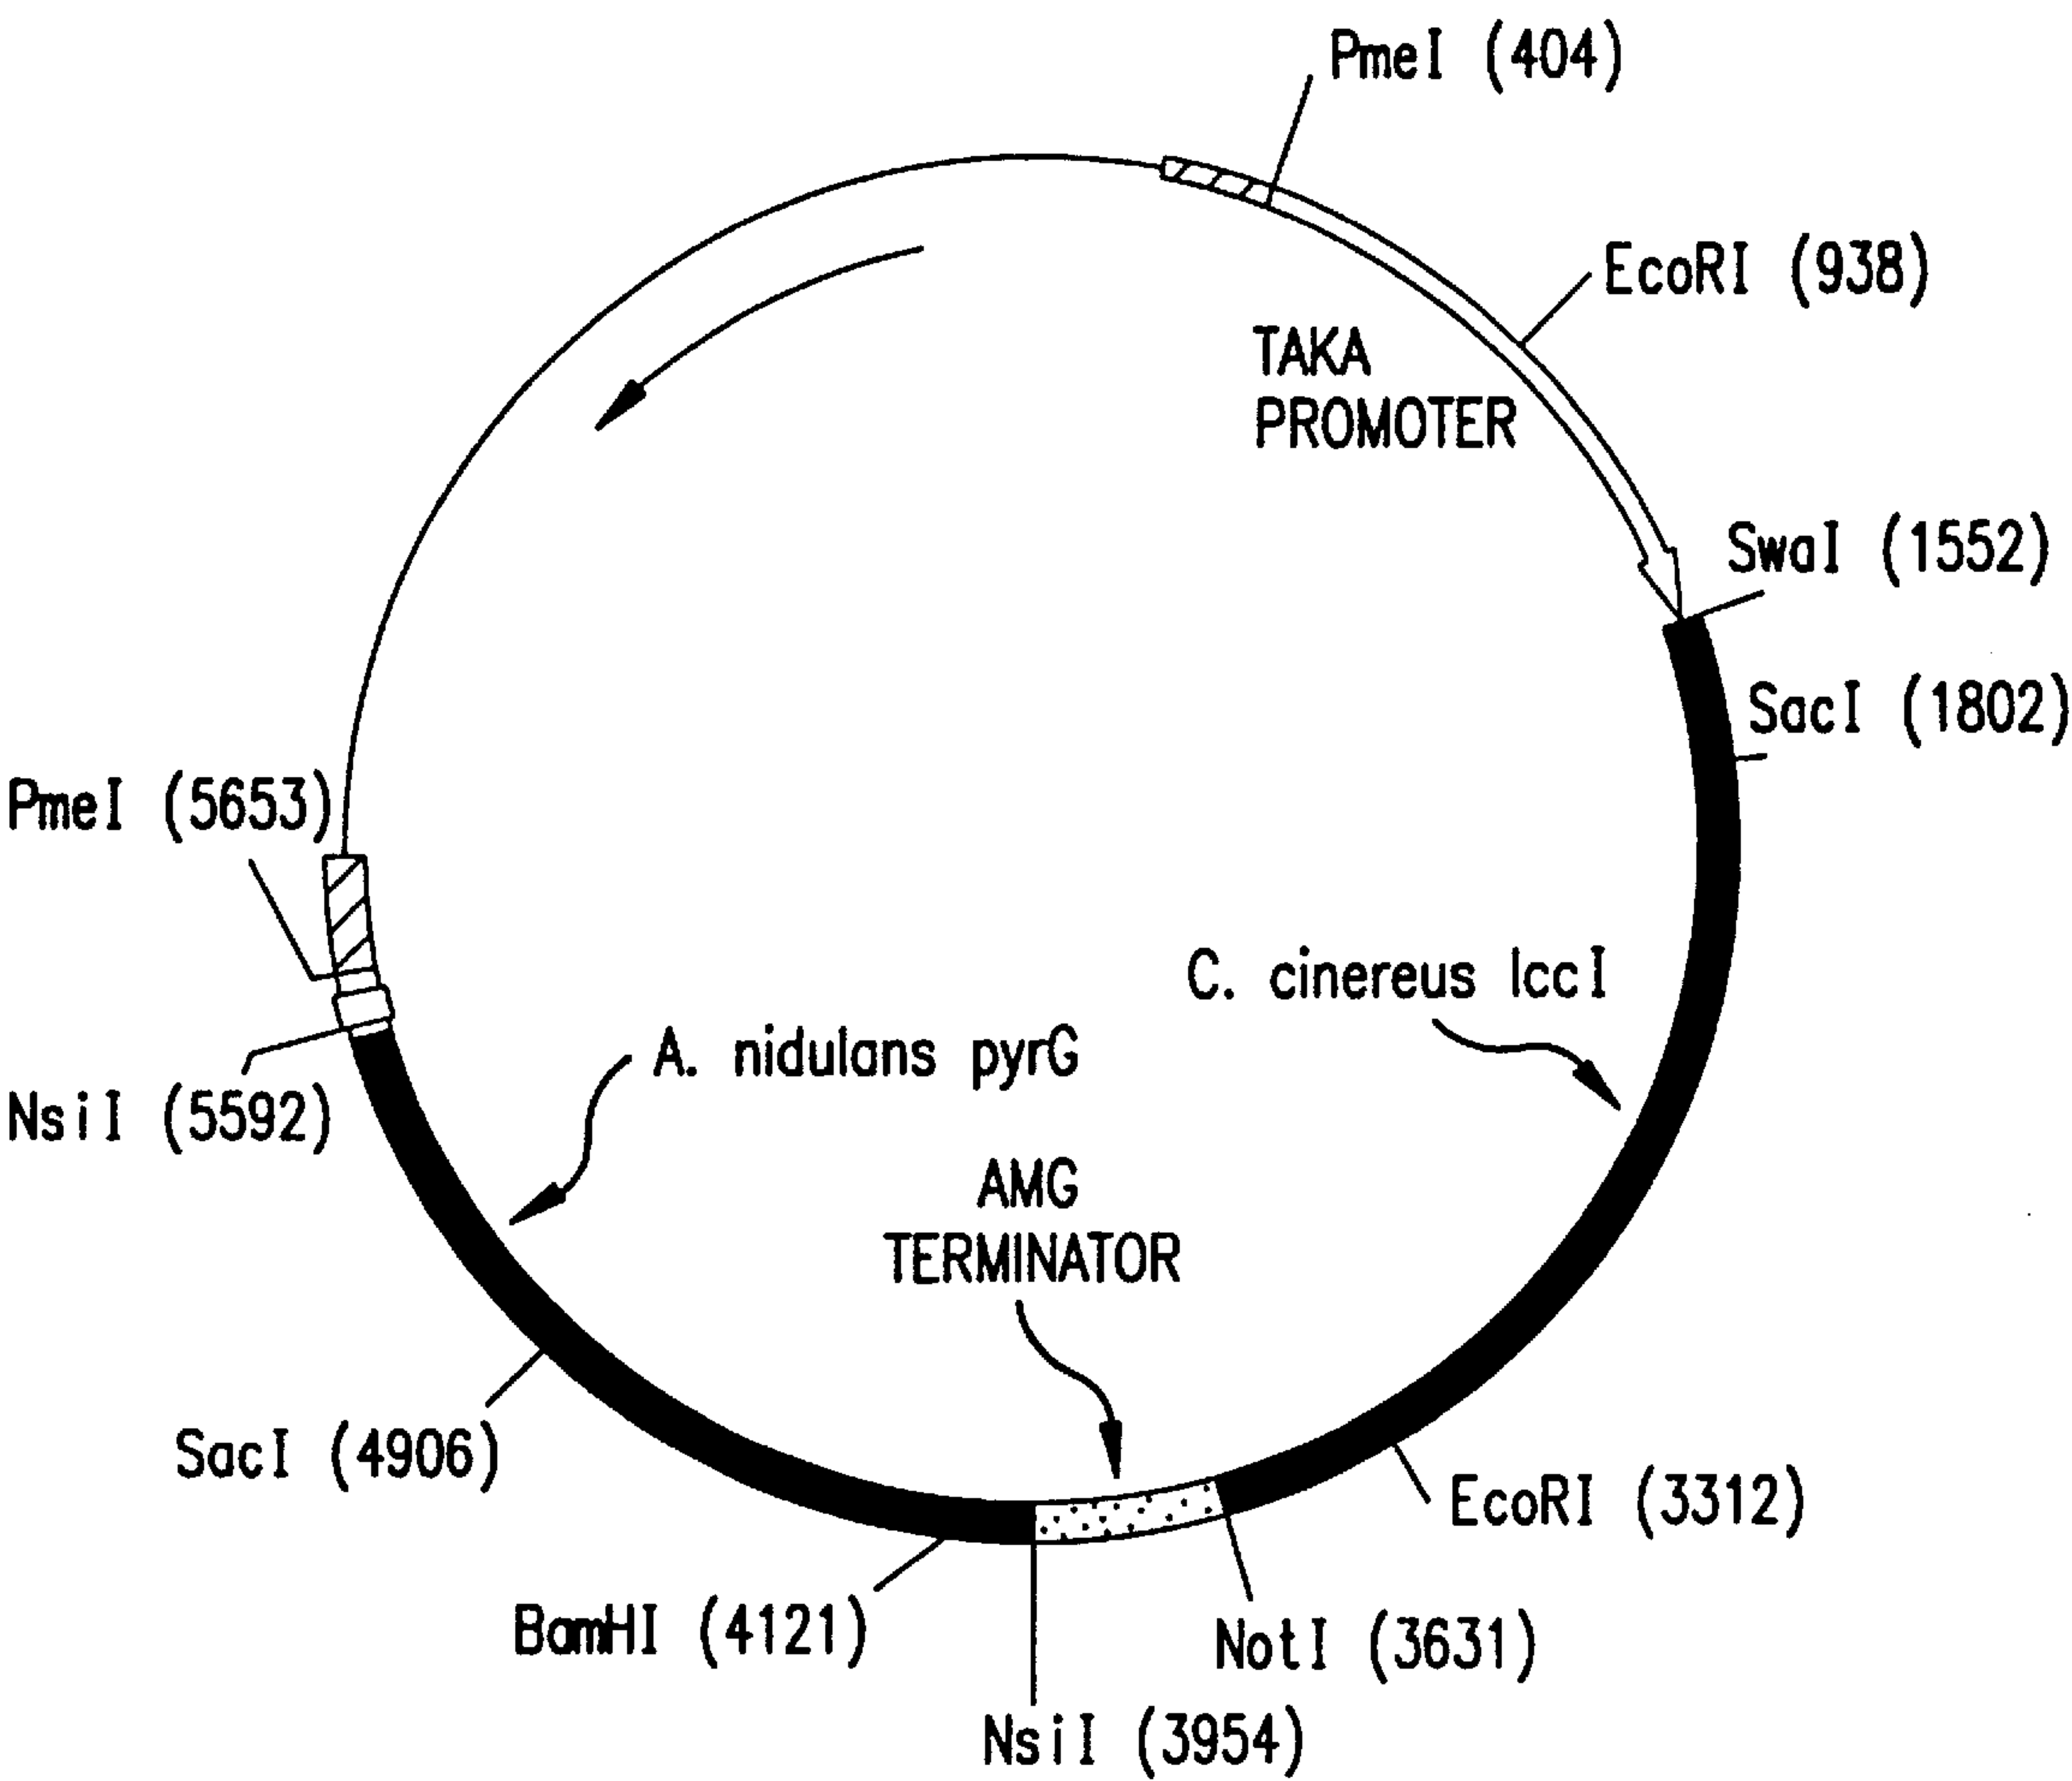 PmeI (404)
EcoRI (938)
TAKA
PROMOTER
SwaI (1552)
SacI (1802)
PmeI (5653)
C. cinereus lccI
A. nidulans pyrG
NsiI (5592)
AMG
TERMINATOR
SacI (4906)
EcoRI (3312)
BamHI (4121)
NotI (3631)
NsiI (3954)